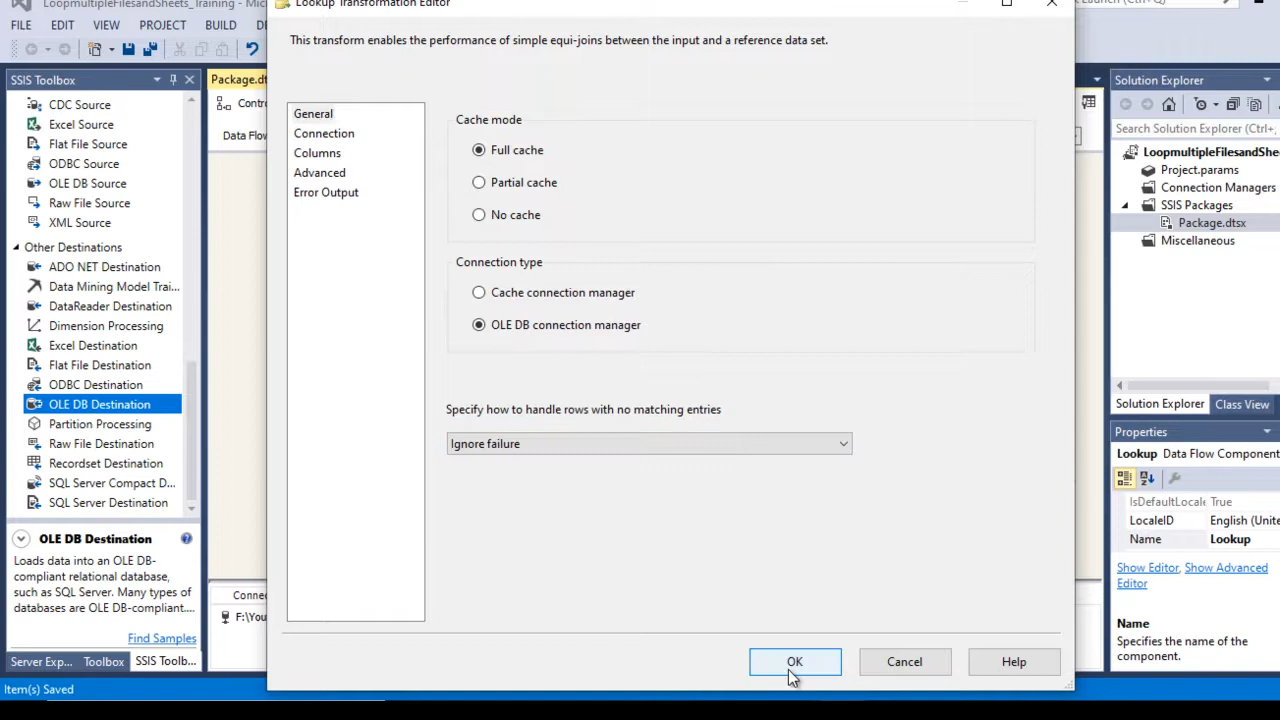 LoopmultipleFilesandSheets_Training - Mic
Lookup Transformation Editor
FILE EDIT VIEW PROJECT BUILD
This transform enables the performance of simple equi-joins between the input and a reference data set.
SSIS Toolbox
CDC Source
Excel Source
Flat File Source
ODBC Source
OLE DB Source
Raw File Source
XML Source
Other Destinations
ADO NET Destination
Data Mining Model Trai...
DataReader Destination
Dimension Processing
Excel Destination
Flat File Destination
ODBC Destination
OLE DB Destination
Partition Processing
Raw File Destination
Recordset Destination
SQL Server Compact D...
SQL Server Destination
OLE DB Destination
Loads data into an OLE DB-
compliant relational database,
such as SQL Server. Many types of
databases are OLE DB-compliant....
Find Samples
Server Exp... Toolbox SSIS Toolb...
Item(s) Saved
Package.dt
Contro
Data Flow
Connec
F:\You
General
Connection
Columns
Advanced
Error Output
Cache mode
Full cache
Partial cache
No cache
Connection type
Cache connection manager
OLE DB connection manager
Specify how to handle rows with no matching entries
Ignore failure
OK Cancel Help
Solution Explorer
Search Solution Explorer (Ctrl+;
LoopmultipleFilesandShe
Project.params
Connection Managers
SSIS Packages
Package.dtsx
Miscellaneous
Solution Explorer Class View
Properties
Lookup Data Flow Component
IsDefaultLocale True
LocaleID English (Unite
Name Lookup
Show Editor, Show Advanced
Editor
Name
Specifies the name of the
component.